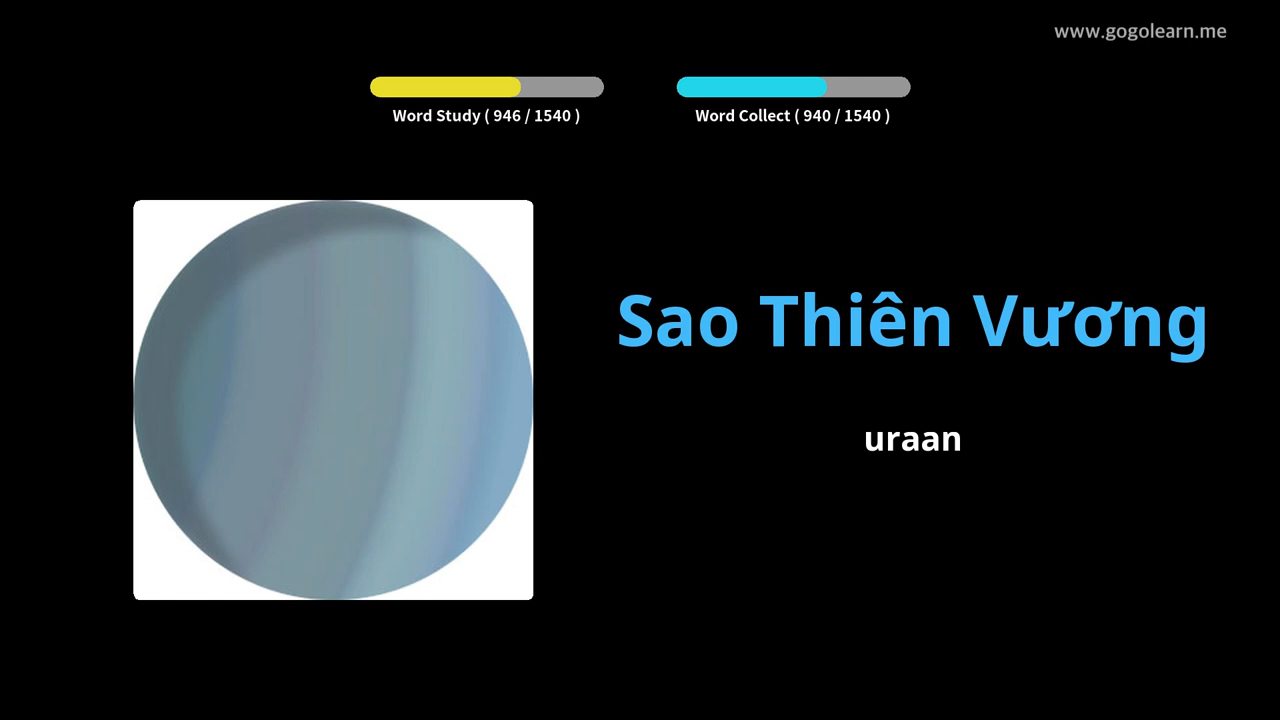 www.gogolearn.me
Word Study ( 946 / 1540 )
Word Collect ( 940 / 1540 )
Sao Thiên Vương
uraan